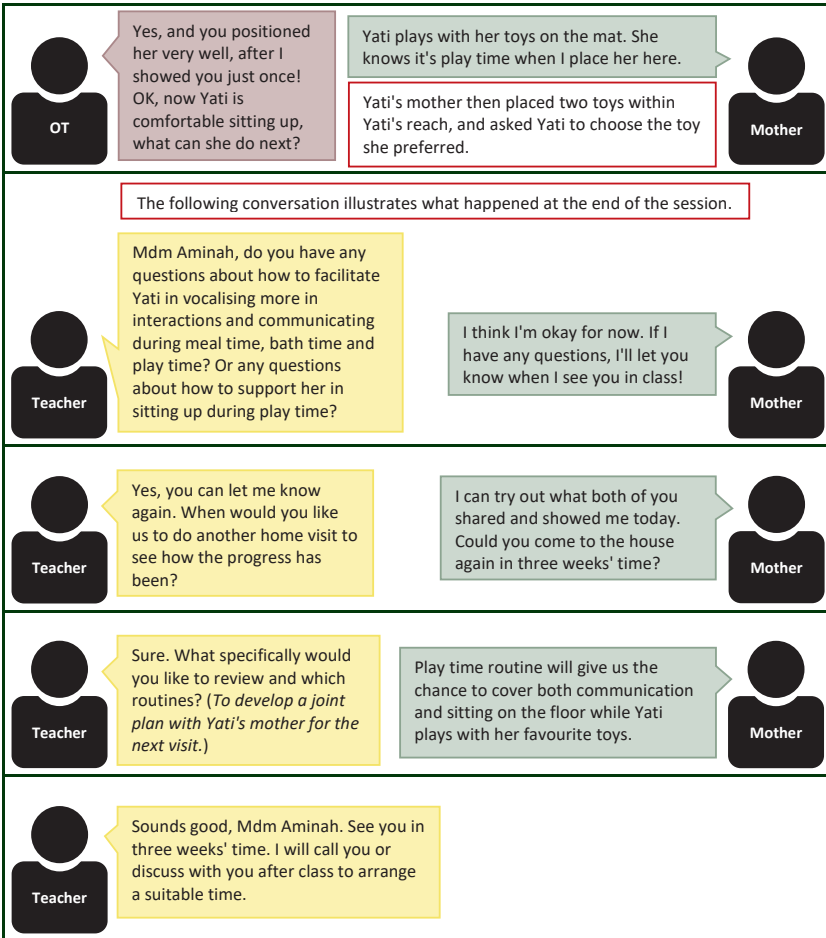 Yes, and you positioned
her very well, after I
showed you just once!
OK, now Yati is
comfortable sitting up,
what can she do next?
OT
Yati plays with her toys on the mat. She
knows it's play time when I place her here.
Yati's mother then placed two toys within
Yati's reach, and asked Yati to choose the toy
she preferred.
Mother
The following conversation illustrates what happened at the end of the session.
Mdm Aminah, do you have any
questions about how to facilitate
Yati in vocalising more in
interactions and communicating
during meal time, bath time and
play time? Or any questions
about how to support her in
sitting up during play time?
Teacher
I think I'm okay for now. If I
have any questions, I'll let you
know when I see you in class!
Mother
Yes, you can let me know
again. When would you like
us to do another home visit to
see how the progress has
been?
Teacher
I can try out what both of you
shared and showed me today.
Could you come to the house
again in three weeks' time?
Mother
Sure. What specifically would
you like to review and which
routines? (To develop a joint
plan with Yati's mother for the
next visit.)
Teacher
Play time routine will give us the
chance to cover both communication
and sitting on the floor while Yati
plays with her favourite toys.
Mother
Sounds good, Mdm Aminah. See you in
three weeks' time. I will call you or
discuss with you after class to arrange
a suitable time.
Teacher